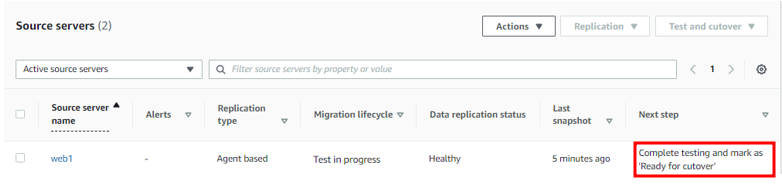 Source servers (2)
Actions ▼ Replication ▼ Test and cutover ▼
Active source servers ▼ Filter source servers by property or value < 1 >
Source server name ▲ Alerts Replication type Migration lifecycle Data replication status Last snapshot Next step
web1 - Agent based Test in progress Healthy 5 minutes ago Complete testing and mark as
'Ready for cutover'